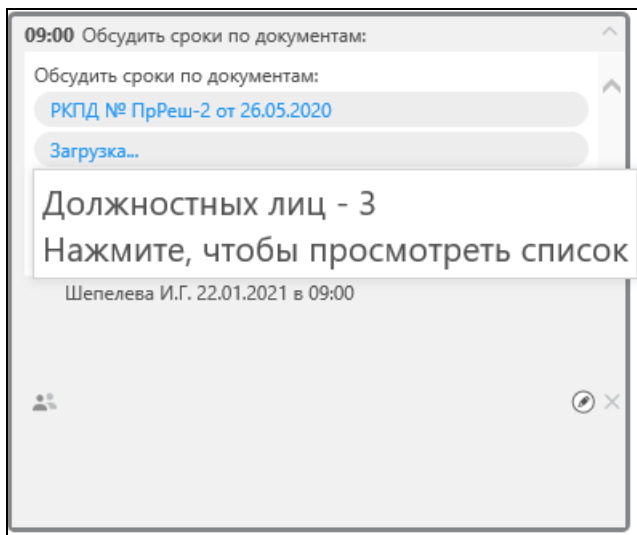 09:00 Обсудить сроки по документам:
Обсудить сроки по документам:
РКПД № ПрРеш-2 от 26.05.2020
Загрузка...
Должностных лиц - 3
Нажмите, чтобы просмотреть список
Шепелева И.Г. 22.01.2021 в 09:00